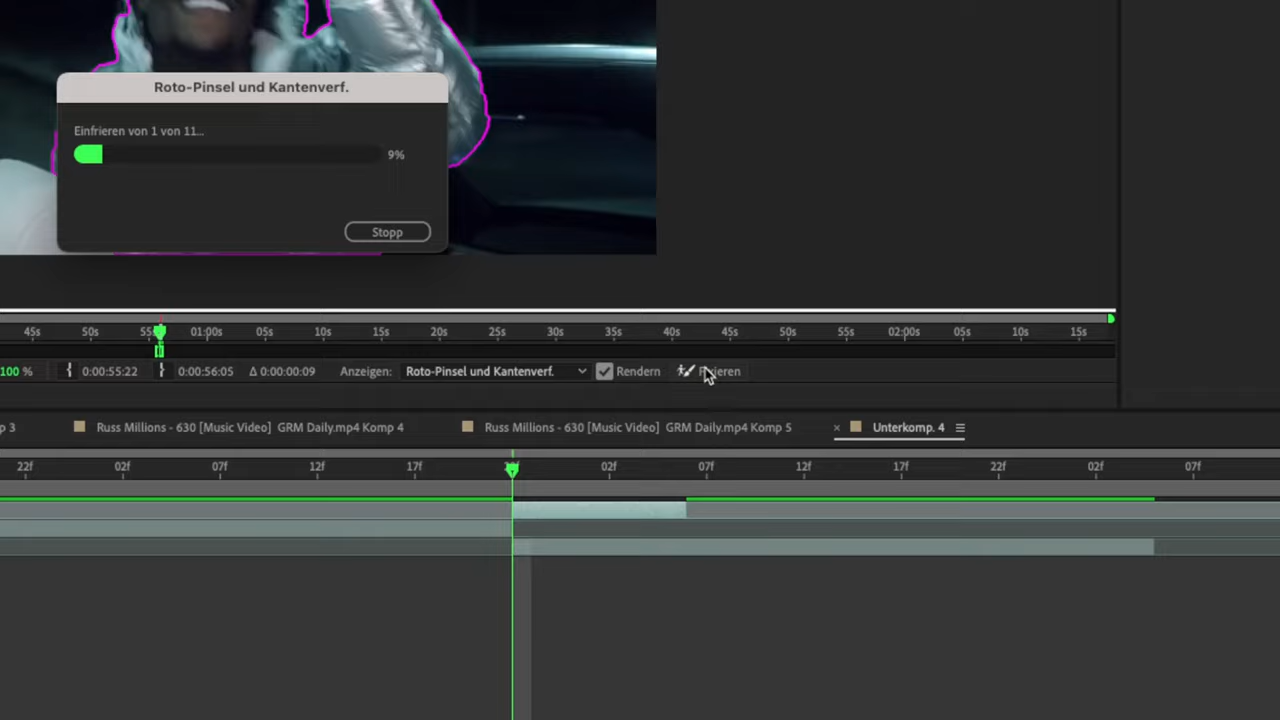 Roto-Pinsel und Kantenverf.
Einfrieren von 1 von 11...
9%
Stopp
45s 50s 55s 01:00s 05s 10s 15s 20s 25s 30s 35s 40s 45s 50s 55s 02:00s 05s 10s 15s
100 % 0:00:55:22 0:00:56:05 Δ 0:00:00:09 Anzeigen: Roto-Pinsel und Kantenverf. Rendern
p 3 Russ Millions - 630 [Music Video] GRM Daily.mp4 Komp 4 Russ Millions - 630 [Music Video] GRM Daily.mp4 Komp 5 × Unterkomp. 4
22f 02f 07f 12f 17f 02f 07f 12f 17f 22f 02f 07f